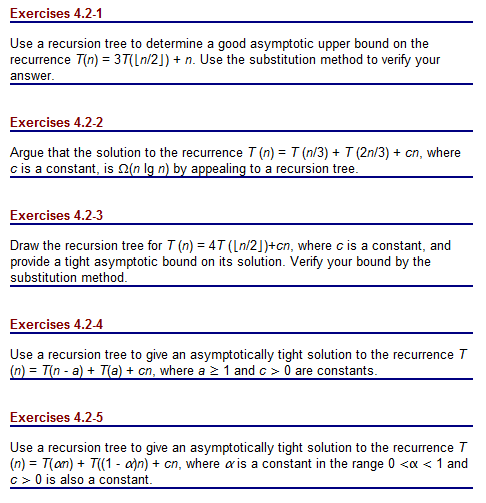 Exercises 4.2-1
Use a recursion tree to determine a good asymptotic upper bound on the
recurrence T(n) = 3T(⌊n/2⌋) + n. Use the substitution method to verify your
answer.
Exercises 4.2-2
Argue that the solution to the recurrence T (n) = T (n/3) + T (2n/3) + cn, where
c is a constant, is Ω(n lg n) by appealing to a recursion tree.
Exercises 4.2-3
Draw the recursion tree for T (n) = 4T (⌊n/2⌋)+cn, where c is a constant, and
provide a tight asymptotic bound on its solution. Verify your bound by the
substitution method.
Exercises 4.2-4
Use a recursion tree to give an asymptotically tight solution to the recurrence T
(n) = T(n - a) + T(a) + cn, where a ≥ 1 and c > 0 are constants.
Exercises 4.2-5
Use a recursion tree to give an asymptotically tight solution to the recurrence T
(n) = T(αn) + T((1 - α)n) + cn, where α is a constant in the range 0 <α < 1 and
c > 0 is also a constant.